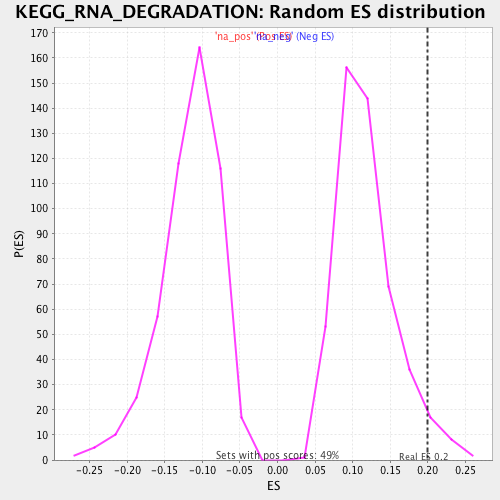 KEGG_RNA_DEGRADATION: Random ES distribution
'na_pos' (Pos ES) 'na_neg' (Neg ES)
170
160
150
140
130
120
110
100
90
80
70
60
50
40
30
20
10
0
P(ES)
Sets with pos scores: 49%
Real ES 0.2
-0.25 -0.20 -0.15 -0.10 -0.05 0.00 0.05 0.10 0.15 0.20 0.25
ES